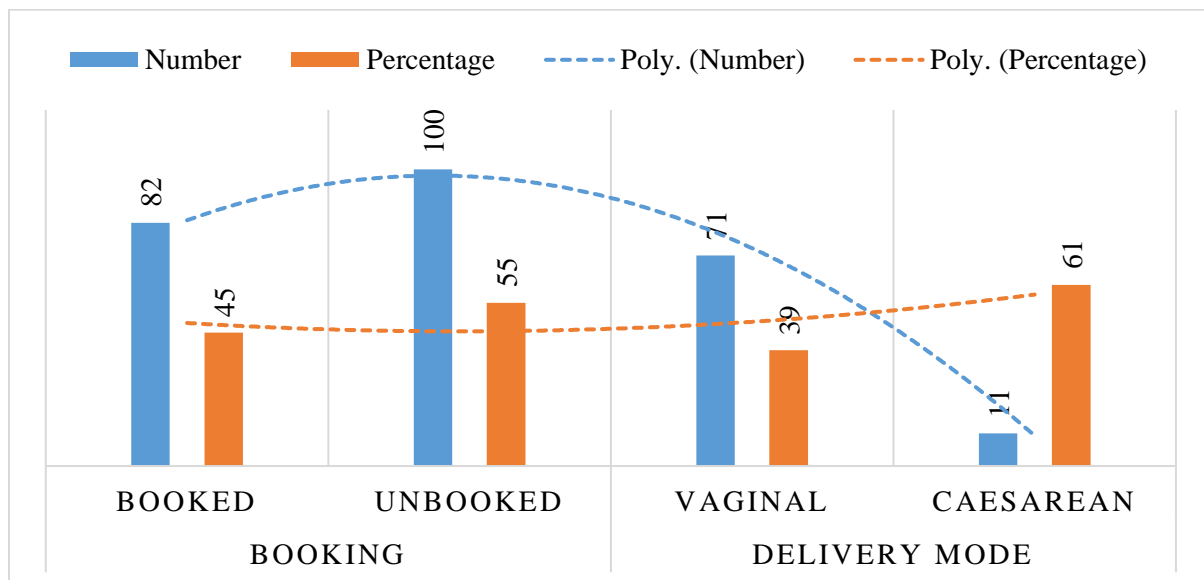 Number Percentage Poly. (Number) Poly. (Percentage)
82 45 100 55 71 39 11 61
BOOKED UNBOOKED VAGINAL CAESAREAN
BOOKING DELIVERY MODE